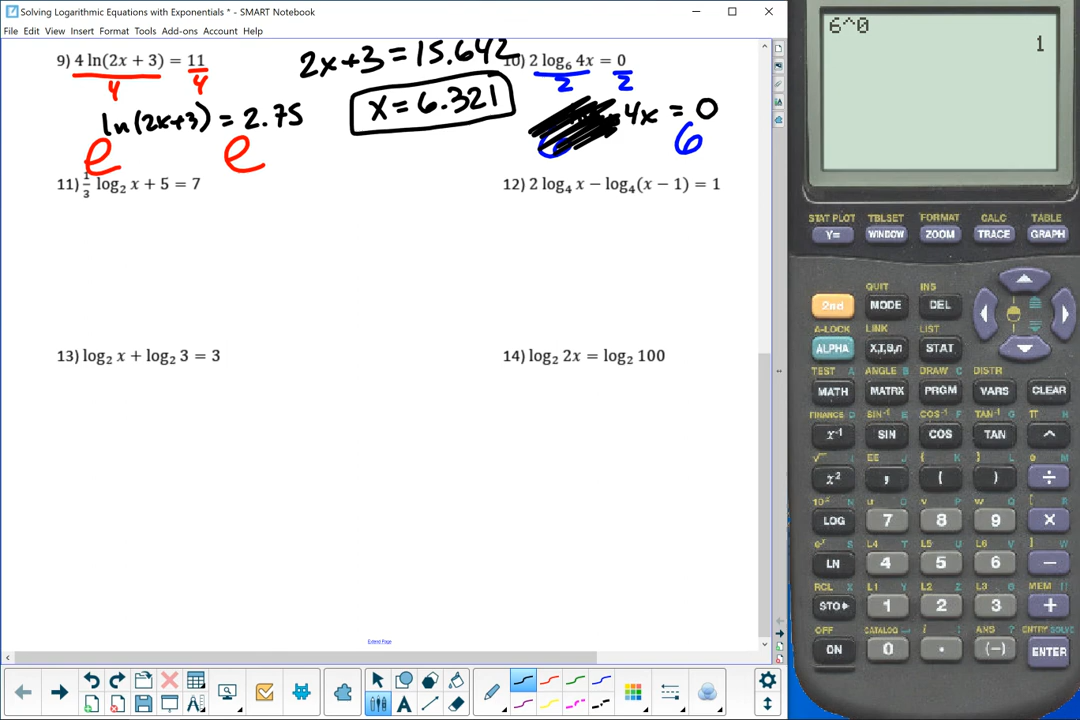 Solving Logarithmic Equations with Exponentials * - SMART Notebook
File Edit View Insert Format Tools Add-ons Account Help
9) 4 ln(2x + 3) = 11
4 4
ln(2x+3) = 2.75
e e
2x+3 = 15.642
x = 6.321
10) 2 log₆ 4x = 0
2 2
4x = 0
6 6
11) 1/3 log₂ x + 5 = 7
12) 2 log₄ x − log₄(x − 1) = 1
13) log₂ x + log₂ 3 = 3
14) log₂ 2x = log₂ 100
Extend Page
6^0
1
STAT PLOT TBLSET FORMAT CALC TABLE
Y= WINDOW ZOOM TRACE GRAPH
QUIT INS
2nd MODE DEL
A-LOCK LINK LIST
ALPHA X,T,θ,n STAT
TEST A ANGLE B DRAW C DISTR
MATH MATRX PRGM VARS CLEAR
FINANCE D SIN⁻¹ E COS⁻¹ F TAN⁻¹ G π H
x⁻¹ SIN COS TAN ^
√ I EE J { K } L e M
x² , ( ) ÷
10ˣ N u O v P w Q [ R
LOG 7 8 9 ×
eˣ S L4 T L5 U L6 V ] W
LN 4 5 6 −
RCL X L1 Y L2 Z L3 θ MEM "
STO▸ 1 2 3 +
OFF CATALOG i : ANS ? ENTRY SOLVE
ON 0 . (−) ENTER